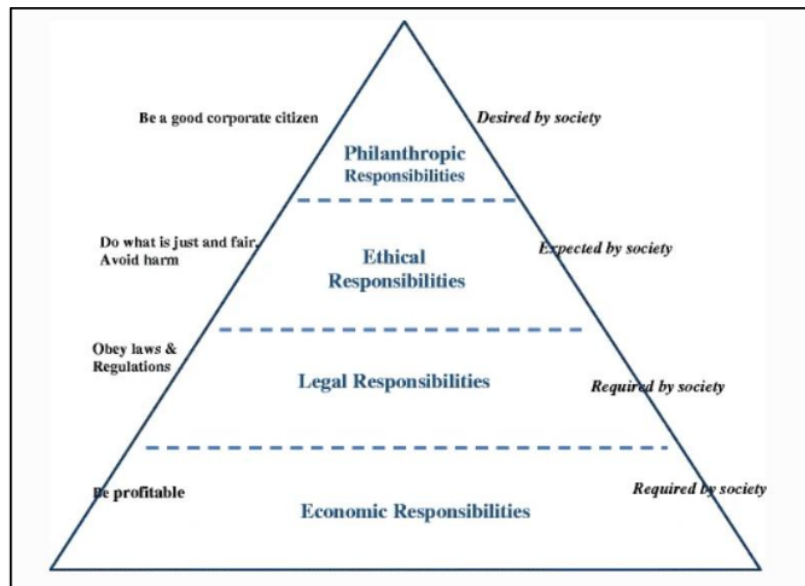 Be a good corporate citizen
Desired by society
Philanthropic
Responsibilities
Do what is just and fair,
Avoid harm
Expected by society
Ethical
Responsibilities
Obey laws &
Regulations
Legal Responsibilities
Required by society
Be profitable
Required by society
Economic Responsibilities